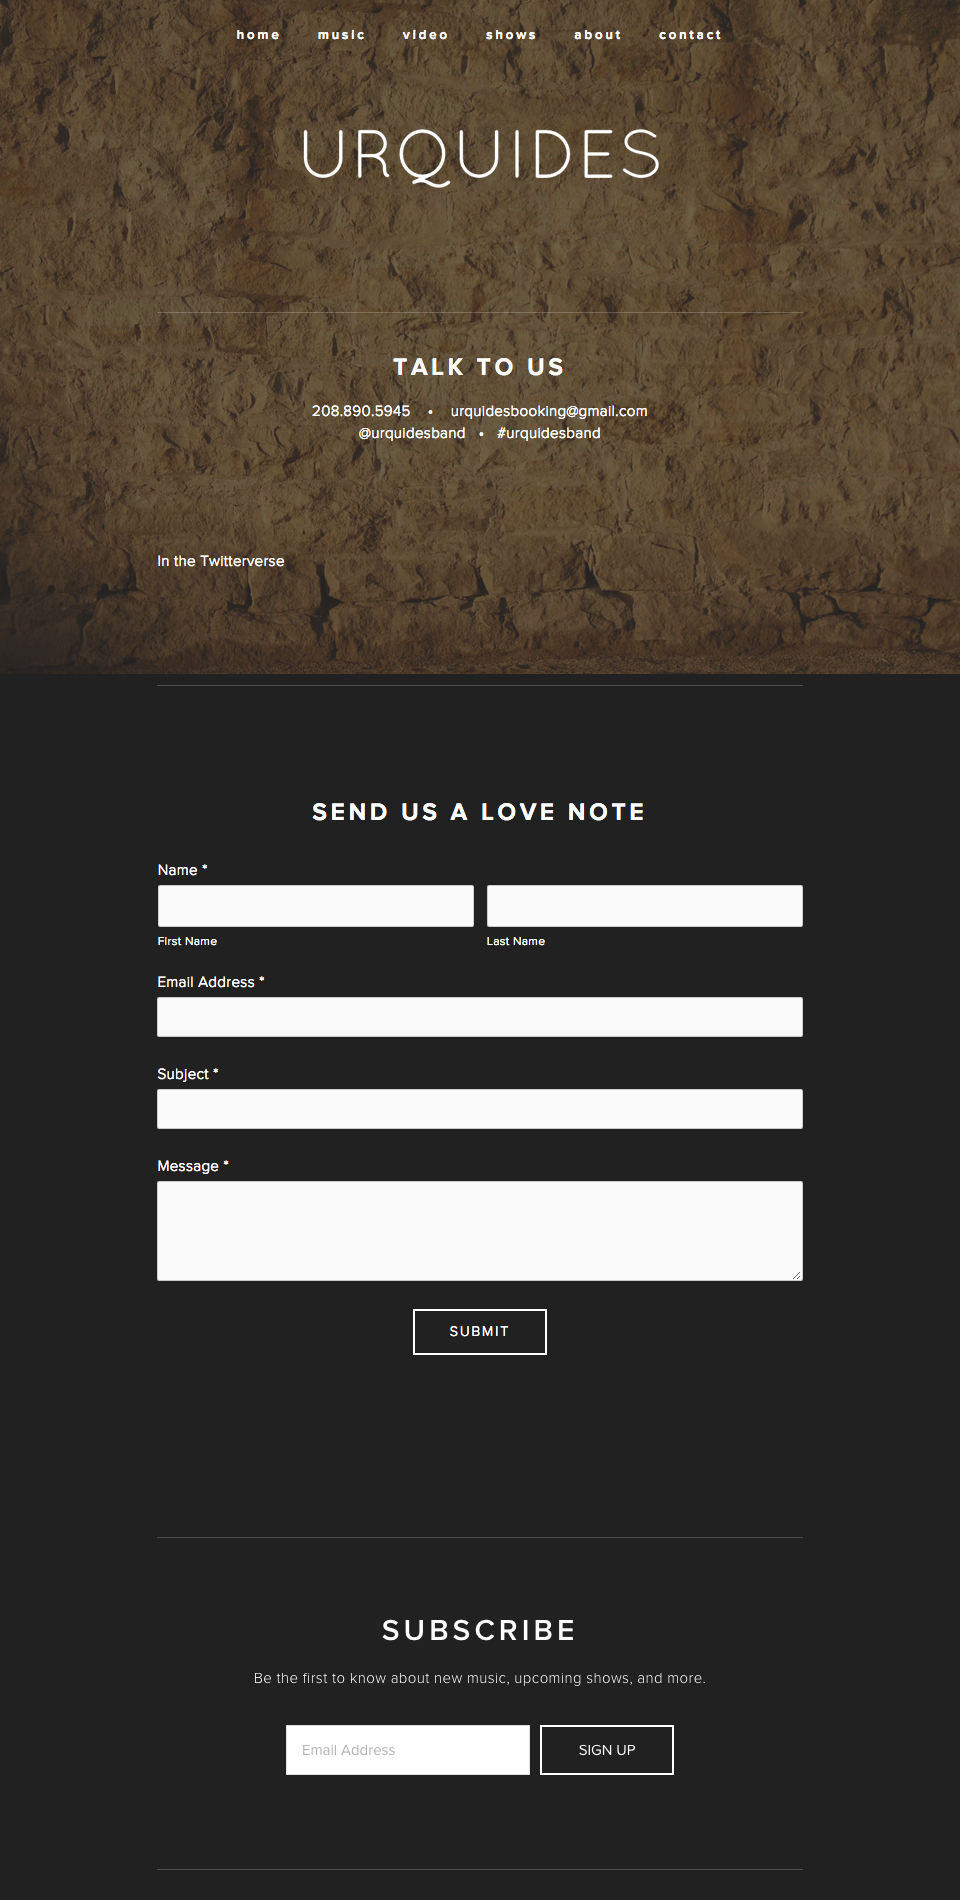 home music video shows about contact
URQUIDES
TALK TO US
208.890.5945 • urquidesbooking@gmail.com
@urquidesband • #urquidesband
In the Twitterverse
SEND US A LOVE NOTE
Name *
First Name Last Name
Email Address *
Subject *
Message *
SUBMIT
SUBSCRIBE
Be the first to know about new music, upcoming shows, and more.
Email Address SIGN UP